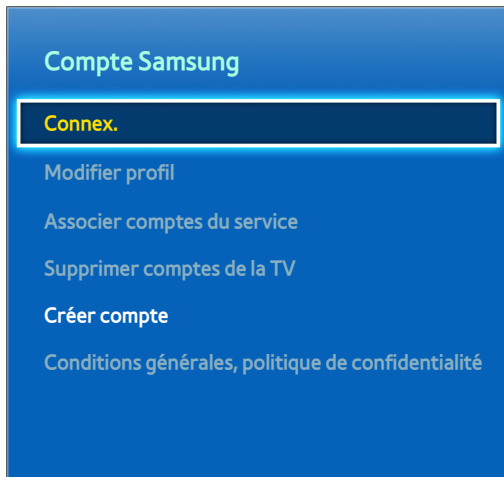 Compte Samsung
Connex.
Modifier profil
Associer comptes du service
Supprimer comptes de la TV
Créer compte
Conditions générales, politique de confidentialité